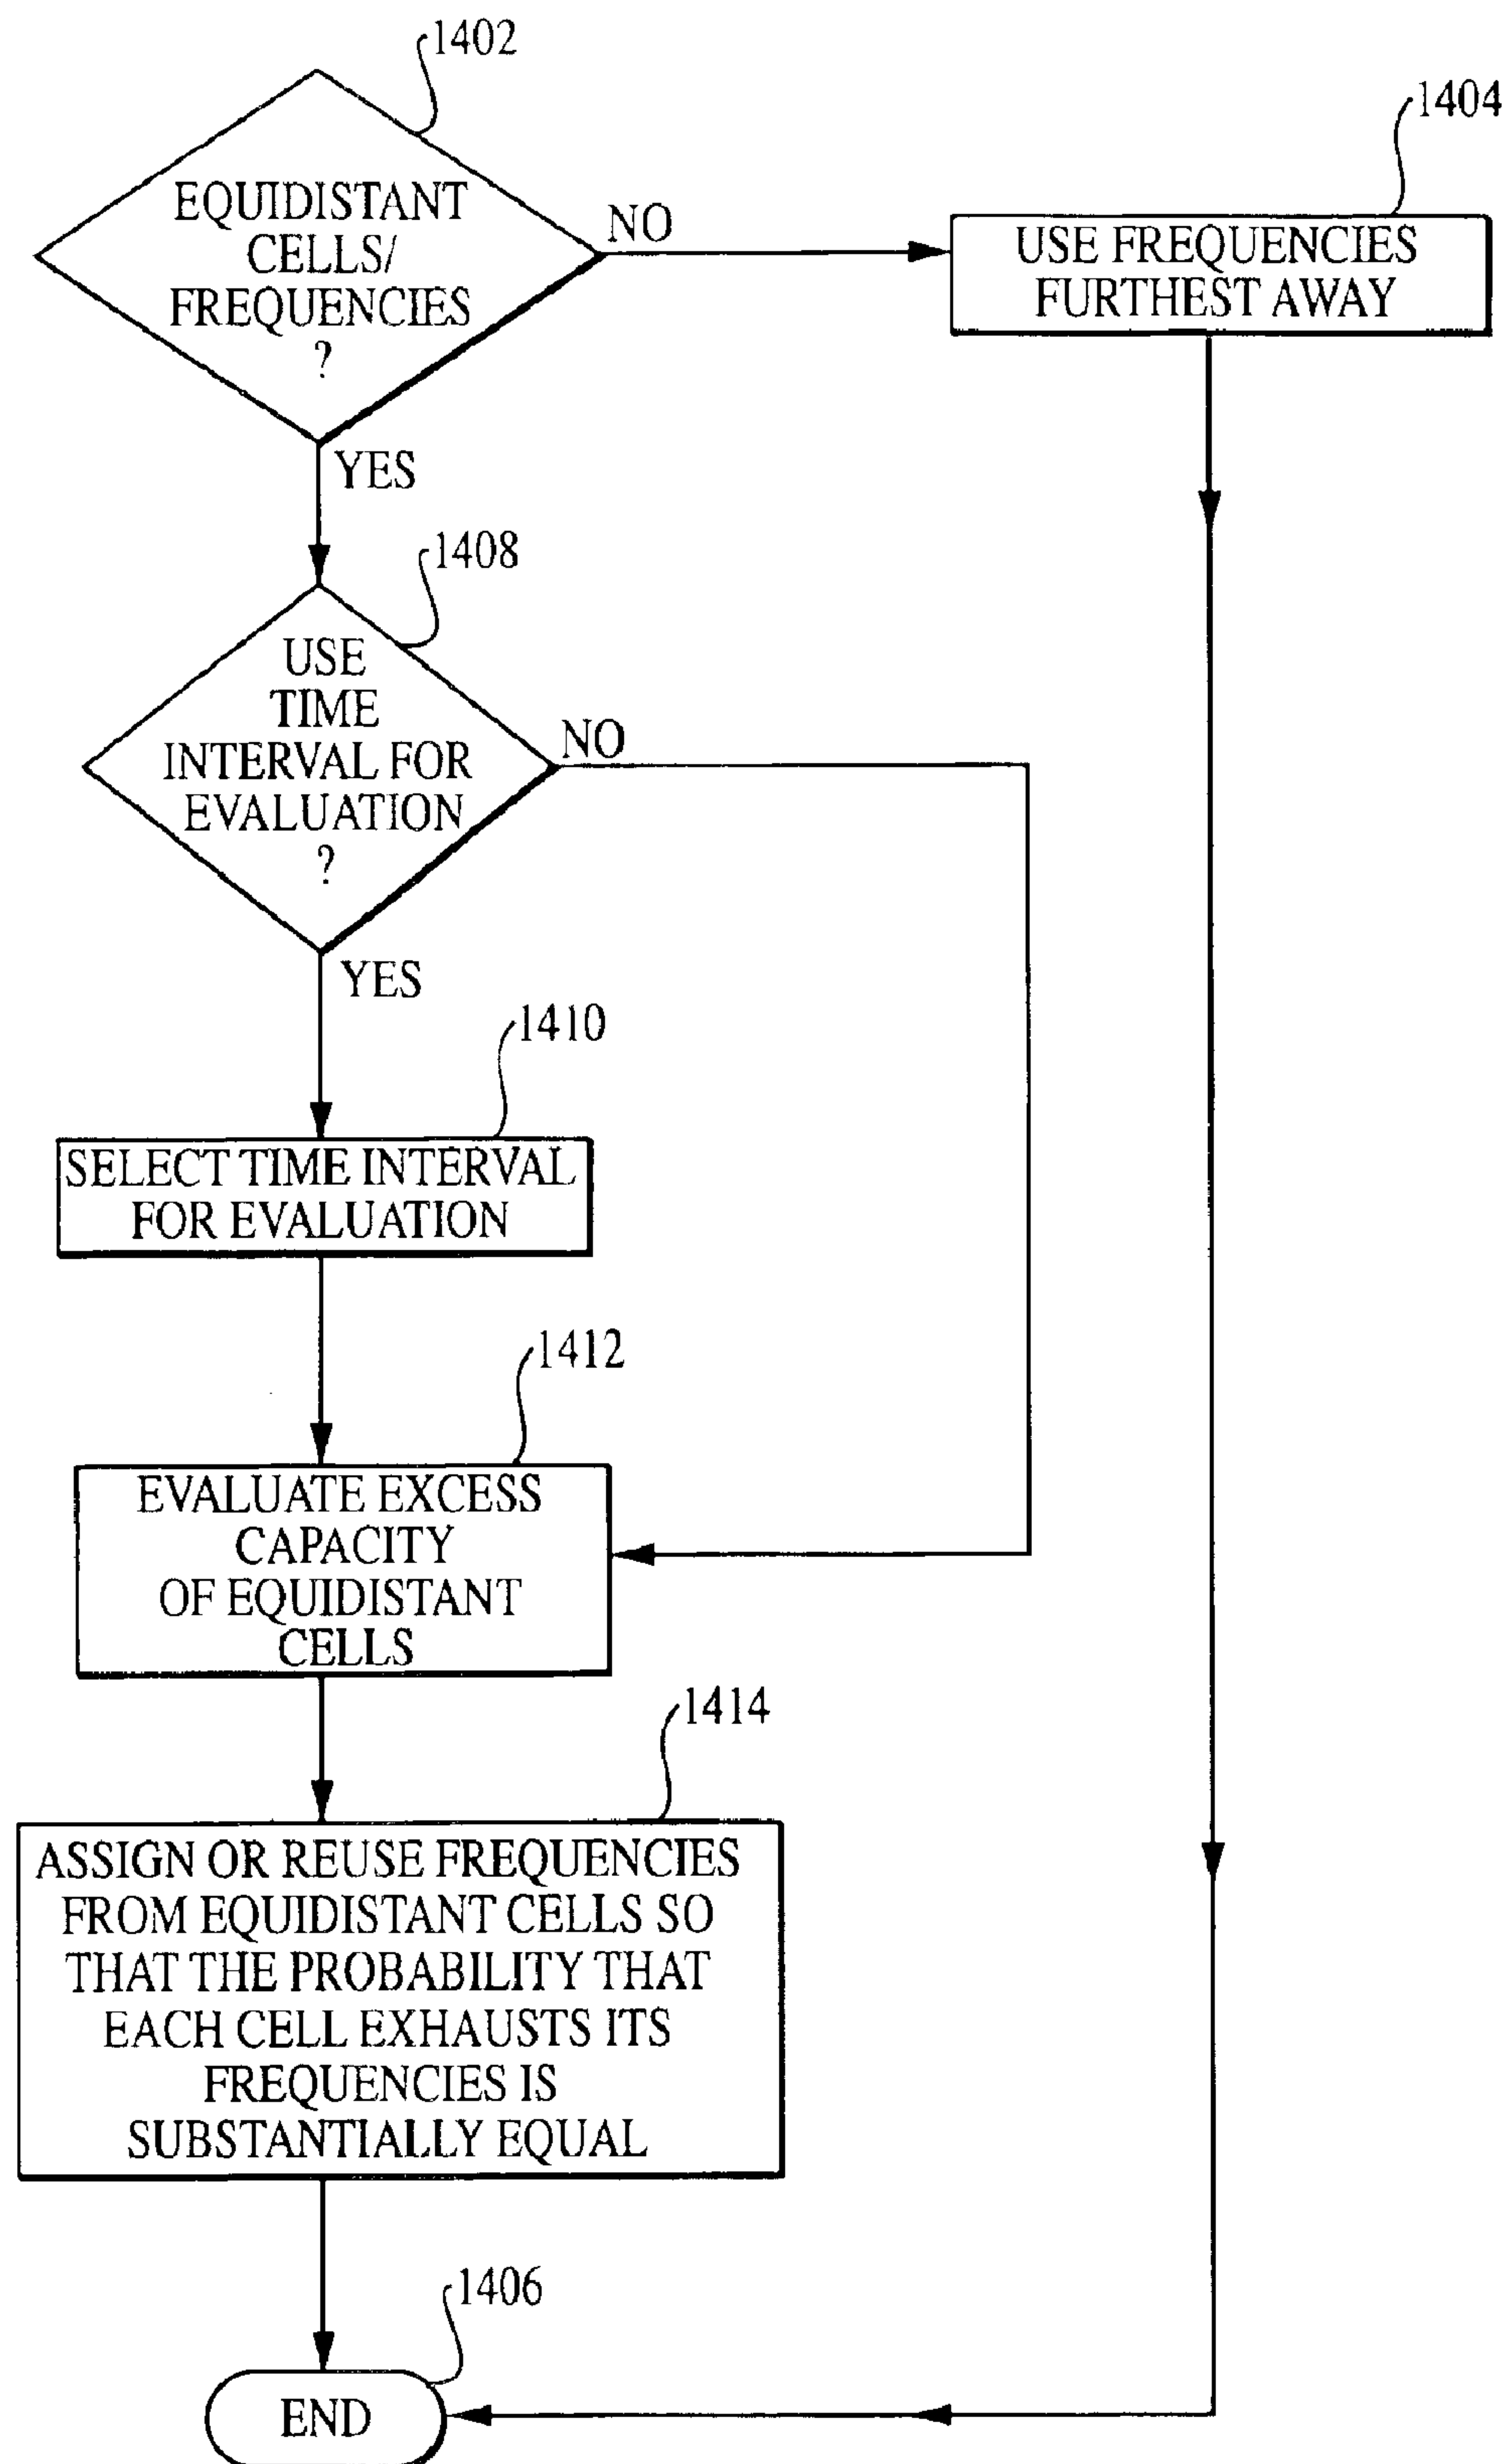 1402
EQUIDISTANT
CELLS/
FREQUENCIES
?
NO
1404
USE FREQUENCIES
FURTHEST AWAY
YES
1408
USE
TIME
INTERVAL FOR
EVALUATION
?
NO
YES
1410
SELECT TIME INTERVAL
FOR EVALUATION
1412
EVALUATE EXCESS
CAPACITY
OF EQUIDISTANT
CELLS
1414
ASSIGN OR REUSE FREQUENCIES
FROM EQUIDISTANT CELLS SO
THAT THE PROBABILITY THAT
EACH CELL EXHAUSTS ITS
FREQUENCIES IS
SUBSTANTIALLY EQUAL
1406
END